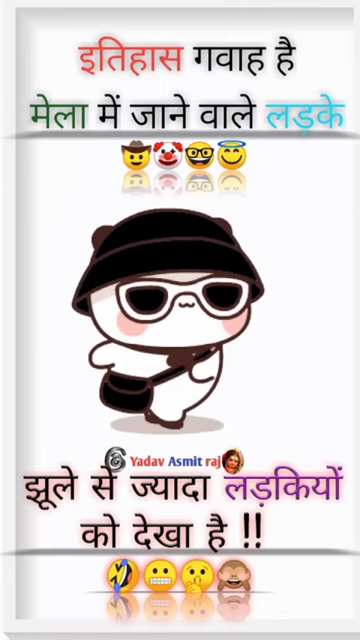 इतिहास गवाह है
मेला में जाने वाले लड़के
🤠🤡🤓😇
Yadav Asmit raj
झूले से ज्यादा लड़कियों
को देखा है !!
🤣😬🤫🙈